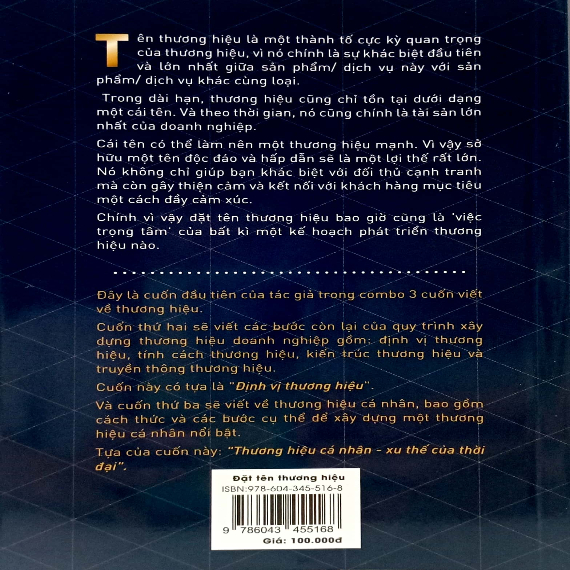 Tên thương hiệu là một thành tố cực kỳ quan trọng
của thương hiệu, vì nó chính là sự khác biệt đầu tiên
và lớn nhất giữa sản phẩm/ dịch vụ này với sản
phẩm/ dịch vụ khác cùng loại.
Trong dài hạn, thương hiệu cũng chỉ tồn tại dưới dạng
một cái tên. Và theo thời gian, nó cũng chính là tài sản lớn
nhất của doanh nghiệp.
Cái tên có thể làm nên một thương hiệu mạnh. Vì vậy sở
hữu một tên độc đáo và hấp dẫn sẽ là một lợi thế rất lớn.
Nó không chỉ giúp bạn khác biệt với đối thủ cạnh tranh
mà còn gây thiện cảm và kết nối với khách hàng mục tiêu
một cách đầy cảm xúc.
Chính vì vậy đặt tên thương hiệu bao giờ cũng là 'việc
trọng tâm' của bất kì một kế hoạch phát triển thương
hiệu nào.
Đây là cuốn đầu tiên của tác giả trong combo 3 cuốn viết
về thương hiệu.
Cuốn thứ hai sẽ viết các bước còn lại của quy trình xây
dựng thương hiệu doanh nghiệp gồm: định vị thương
hiệu, tính cách thương hiệu, kiến trúc thương hiệu và
truyền thông thương hiệu.
Cuốn này có tựa là "Định vị thương hiệu".
Và cuốn thứ ba sẽ viết về thương hiệu cá nhân, bao gồm
cách thức và các bước cụ thể để xây dựng một thương
hiệu cá nhân nổi bật.
Tựa của cuốn này: "Thương hiệu cá nhân - xu thế của thời
đại".
Đặt tên thương hiệu
ISBN: 978-604-345-516-8
9 786043 455168
Giá: 100.000đ